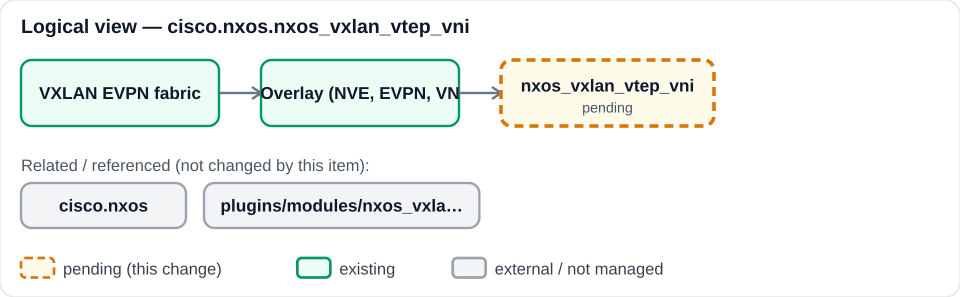 Logical view — cisco.nxos.nxos_vxlan_vtep_vni
VXLAN EVPN fabric
Overlay (NVE, EVPN, VN
nxos_vxlan_vtep_vni
pending
Related / referenced (not changed by this item):
cisco.nxos
plugins/modules/nxos_vxla…
pending (this change)
existing
external / not managed